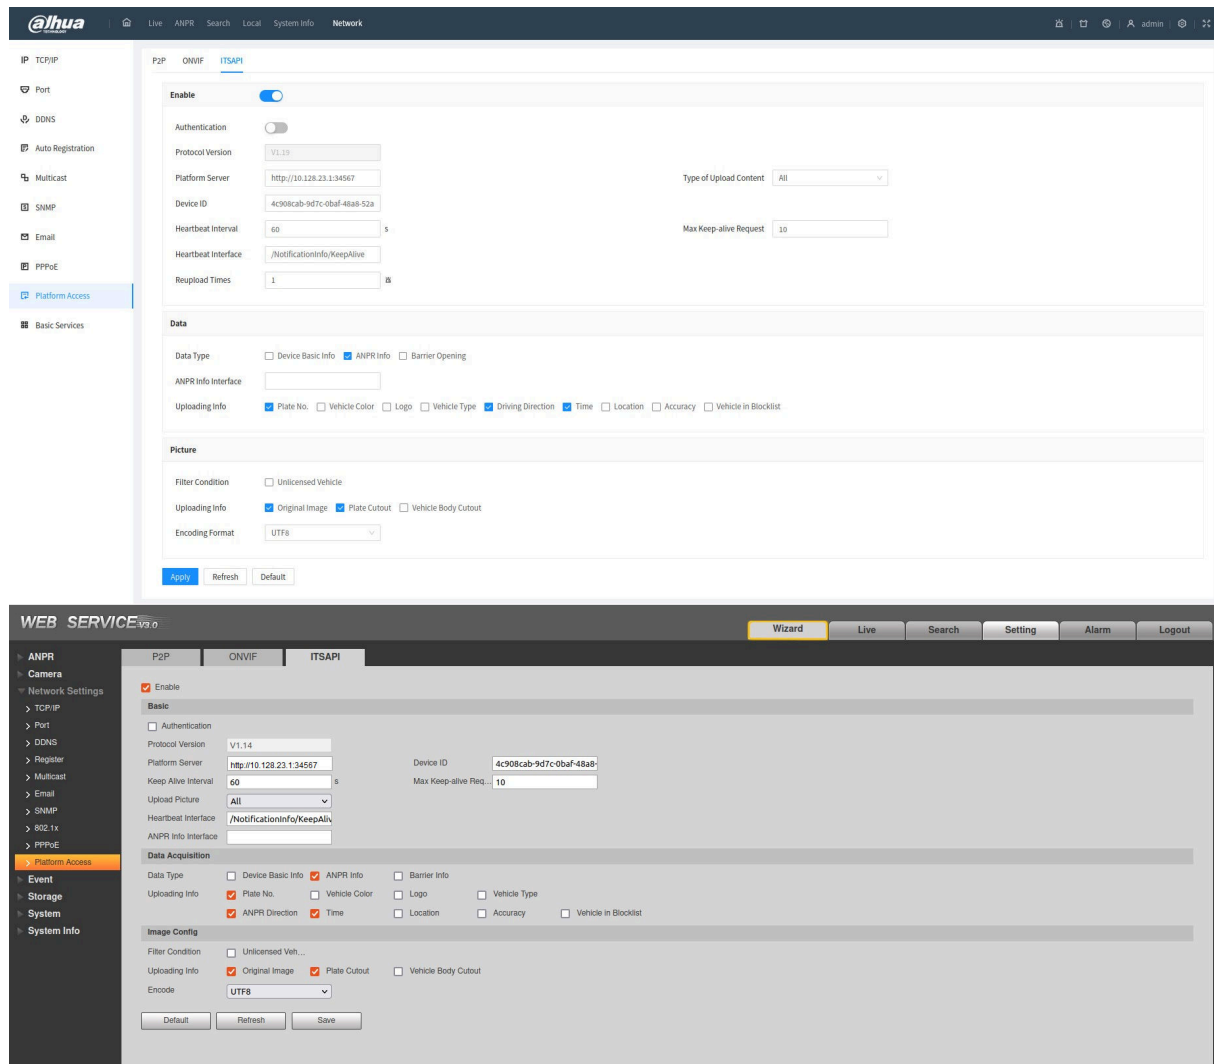 alhua
TECHNOLOGY
Live ANPR Search Local System Info Network
admin
IP TCP/IP
Port
DDNS
Auto Registration
Multicast
SNMP
Email
PPPoE
Platform Access
Basic Services
P2P ONVIF ITSAPI
Enable
Authentication
Protocol Version V1.19
Platform Server http://10.128.23.1:34567 Type of Upload Content All
Device ID 4c908cab-9d7c-0baf-48a8-52a
Heartbeat Interval 60 s Max Keep-alive Request 10
Heartbeat Interface /NotificationInfo/KeepAlive
Reupload Times 1
Data
Data Type Device Basic Info ANPR Info Barrier Opening
ANPR Info Interface
Uploading Info Plate No. Vehicle Color Logo Vehicle Type Driving Direction Time Location Accuracy Vehicle in Blocklist
Picture
Filter Condition Unlicensed Vehicle
Uploading Info Original Image Plate Cutout Vehicle Body Cutout
Encoding Format UTF8
Apply Refresh Default
WEB SERVICE V3.0
Wizard Live Search Setting Alarm Logout
ANPR
Camera
Network Settings
TCP/IP
Port
DDNS
Register
Multicast
Email
SNMP
802.1x
PPPoE
Platform Access
Event
Storage
System
System Info
P2P ONVIF ITSAPI
Enable
Basic
Authentication
Protocol Version V1.14
Platform Server http://10.128.23.1:34567 Device ID 4c908cab-9d7c-0baf-48a8-
Keep Alive Interval 60 s Max Keep-alive Req... 10
Upload Picture All
Heartbeat Interface /NotificationInfo/KeepAliv
ANPR Info Interface
Data Acquisition
Data Type Device Basic Info ANPR Info Barrier Info
Uploading Info Plate No. Vehicle Color Logo Vehicle Type
ANPR Direction Time Location Accuracy Vehicle in Blocklist
Image Config
Filter Condition Unlicensed Veh...
Uploading Info Original Image Plate Cutout Vehicle Body Cutout
Encode UTF8
Default Refresh Save